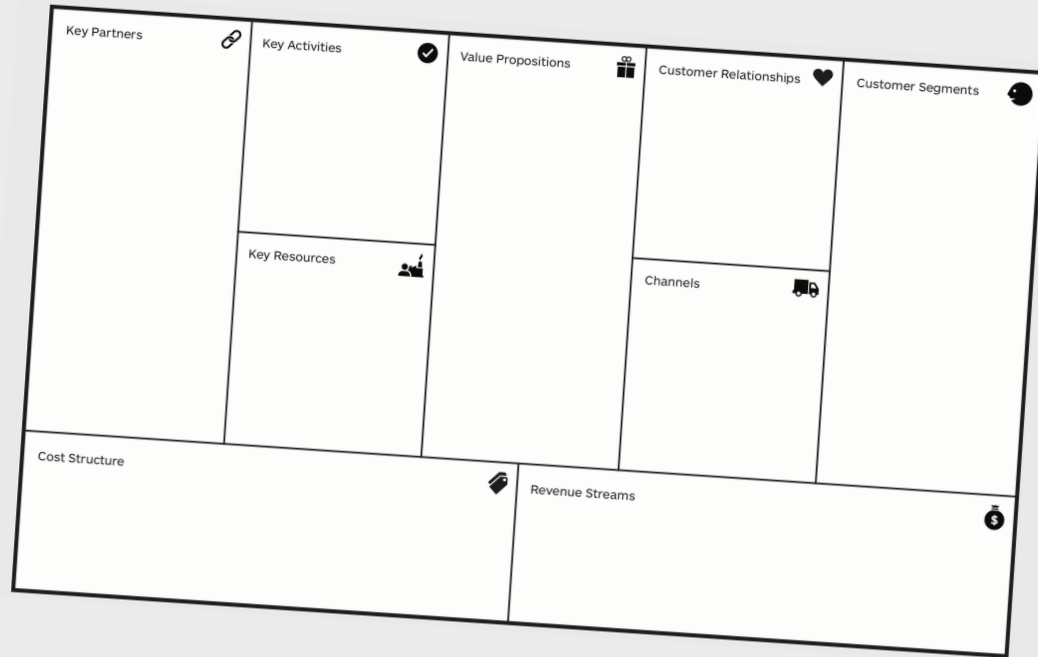 Key Partners
Key Activities
Value Propositions
Customer Relationships
Customer Segments
Key Resources
Channels
Cost Structure
Revenue Streams
$